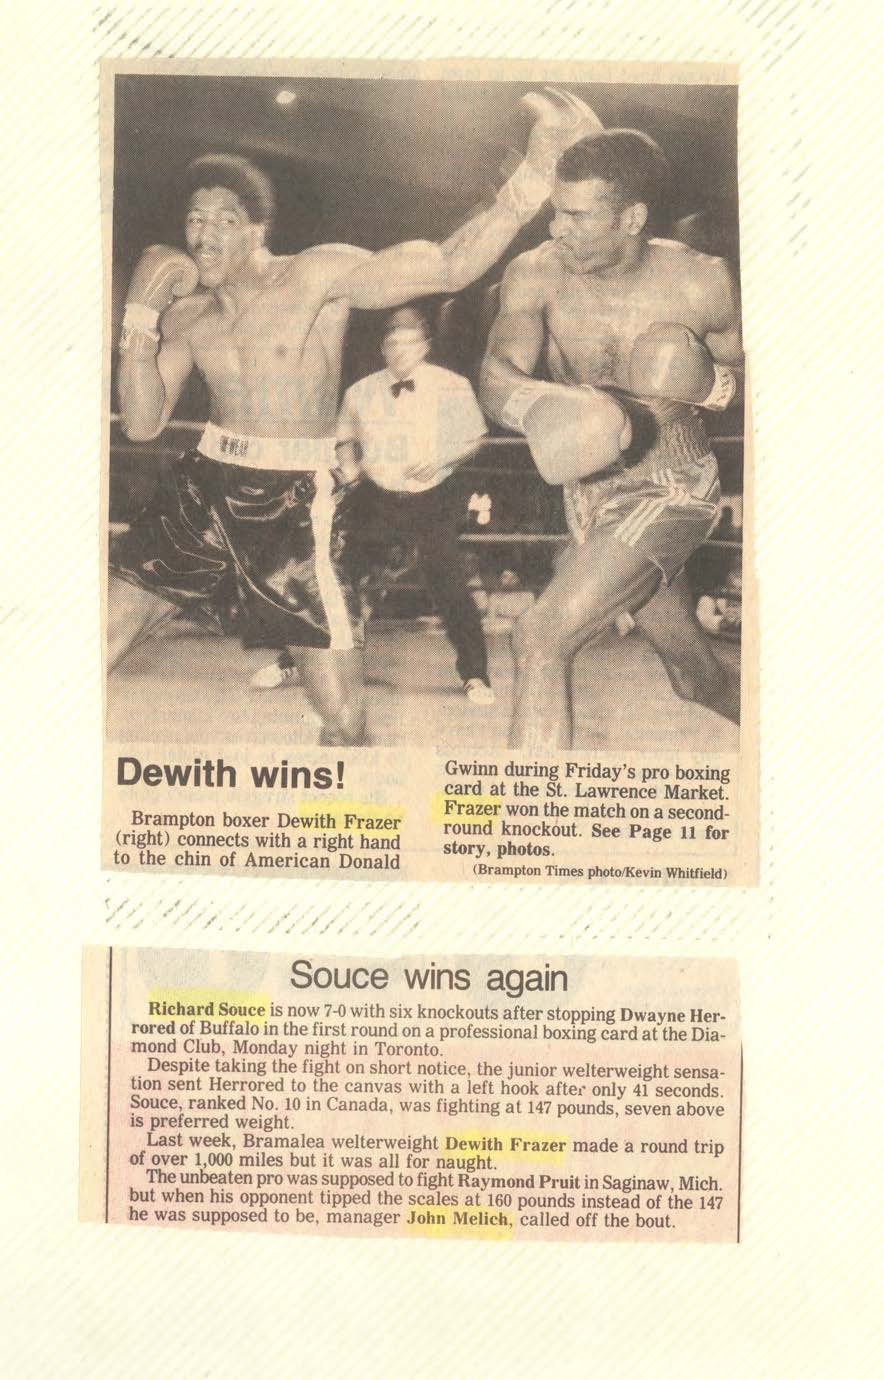 Dewith wins!
Brampton boxer Dewith Frazer
(right) connects with a right hand
to the chin of American Donald
Gwinn during Friday's pro boxing
card at the St. Lawrence Market.
Frazer won the match on a second-
round knockout. See Page 11 for
story, photos.
(Brampton Times photo/Kevin Whitfield)
Souce wins again
Richard Souce is now 7-0 with six knockouts after stopping Dwayne Her-
rored of Buffalo in the first round on a professional boxing card at the Dia-
mond Club, Monday night in Toronto.
Despite taking the fight on short notice, the junior welterweight sensa-
tion sent Herrored to the canvas with a left hook after only 41 seconds.
Souce, ranked No. 10 in Canada, was fighting at 147 pounds, seven above
is preferred weight.
Last week, Bramalea welterweight Dewith Frazer made a round trip
of over 1,000 miles but it was all for naught.
The unbeaten pro was supposed to fight Raymond Pruit in Saginaw, Mich.
but when his opponent tipped the scales at 160 pounds instead of the 147
he was supposed to be, manager John Melich, called off the bout.